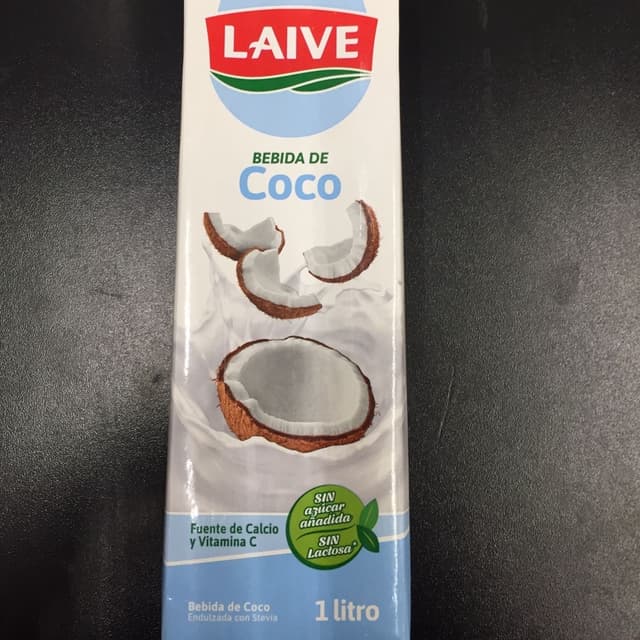 LAIVE
BEBIDA DE
Coco
SIN
azúcar
añadida
SIN
Lactosa*
Fuente de Calcio
y Vitamina C
Bebida de Coco
Endulzada con Stevia
1 litro